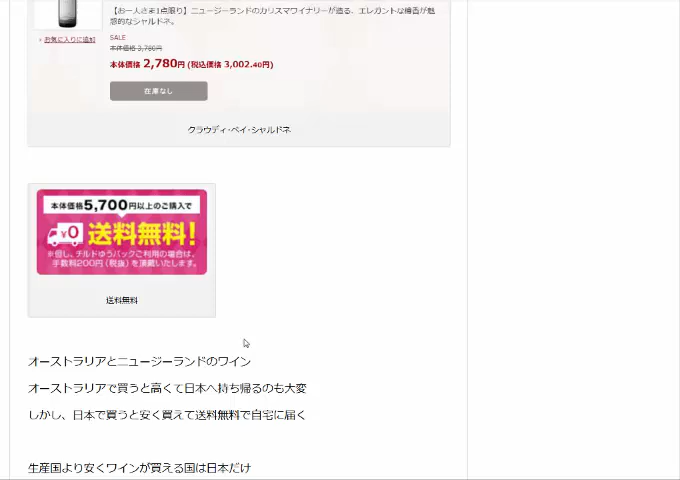 【お一人さま1点限り】ニュージーランドのカリスマワイナリーが造る、エレガントな樽香が魅
惑的なシャルドネ。
› お気に入りに追加
SALE
本体価格 3,780円
本体価格 2,780円 (税込価格 3,002.40円)
在庫なし
クラウディ・ベイ・シャルドネ
本体価格5,700円以上のご購入で
¥0 送料無料!
※但し、チルドゆうパックご利用の場合は、
手数料200円(税抜)を頂戴いたします。
送料無料
オーストラリアとニュージーランドのワイン
オーストラリアで買うと高くて日本へ持ち帰るのも大変
しかし、日本で買うと安く買えて送料無料で自宅に届く
生産国より安くワインが買える国は日本だけ